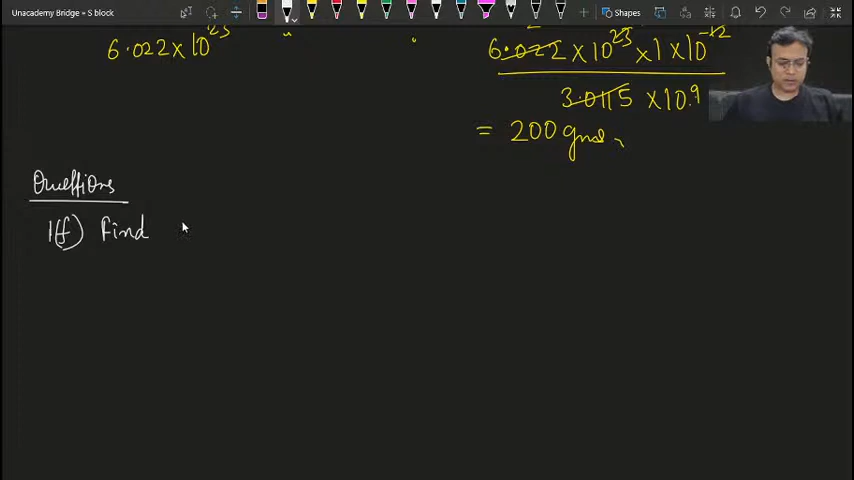 Unacademy Bridge + S block
Shapes
6.022 x 10^23 " "
6.022 x 10^23 x 1 x 10^-12
3.0115 x 10.9
= 200 gms
Questions
1(f) Find